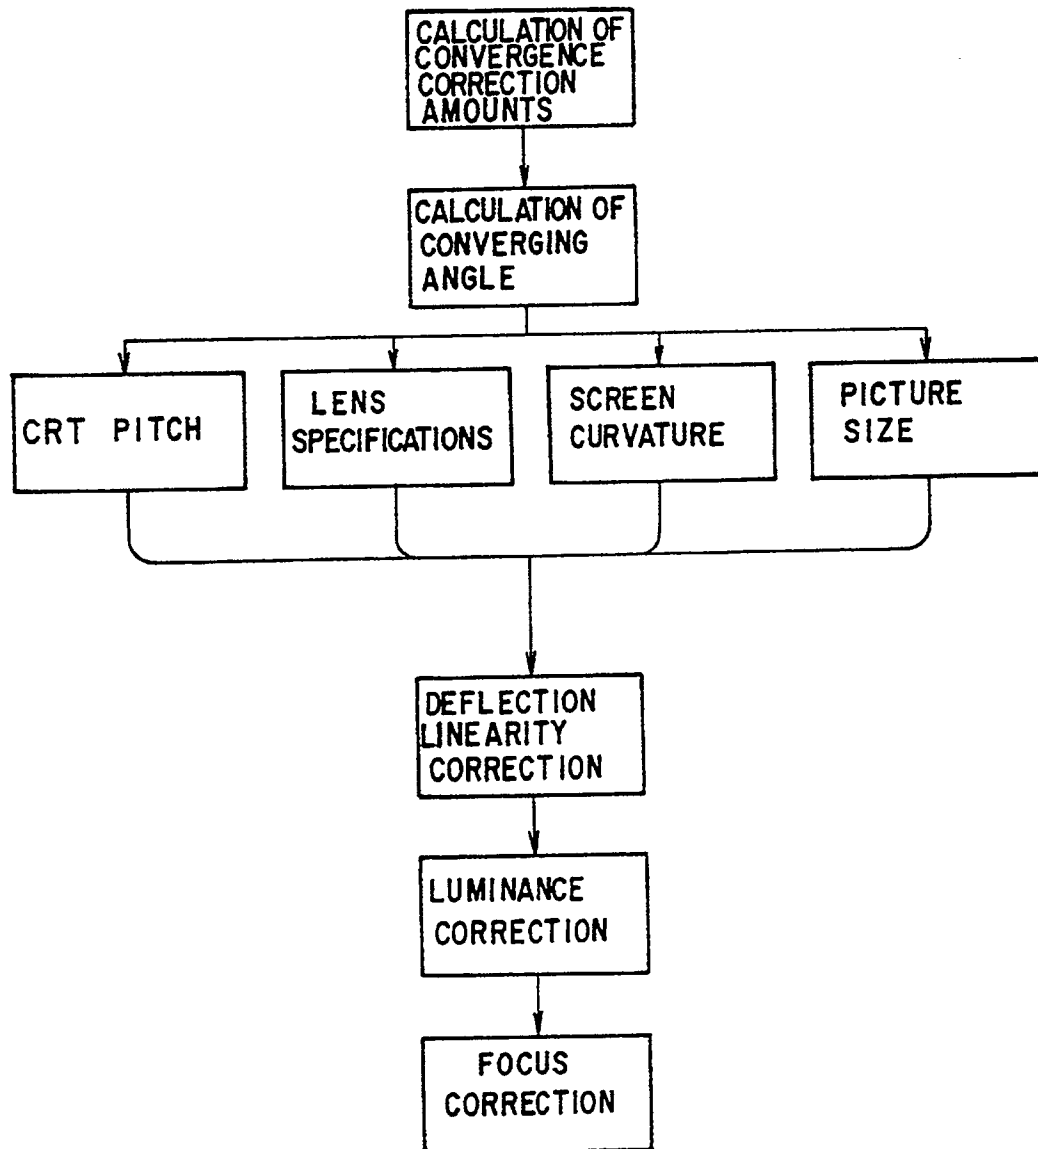 CALCULATION OF
CONVERGENCE
CORRECTION
AMOUNTS
CALCULATION OF
CONVERGING
ANGLE
CRT PITCH
LENS
SPECIFICATIONS
SCREEN
CURVATURE
PICTURE
SIZE
DEFLECTION
LINEARITY
CORRECTION
LUMINANCE
CORRECTION
FOCUS
CORRECTION